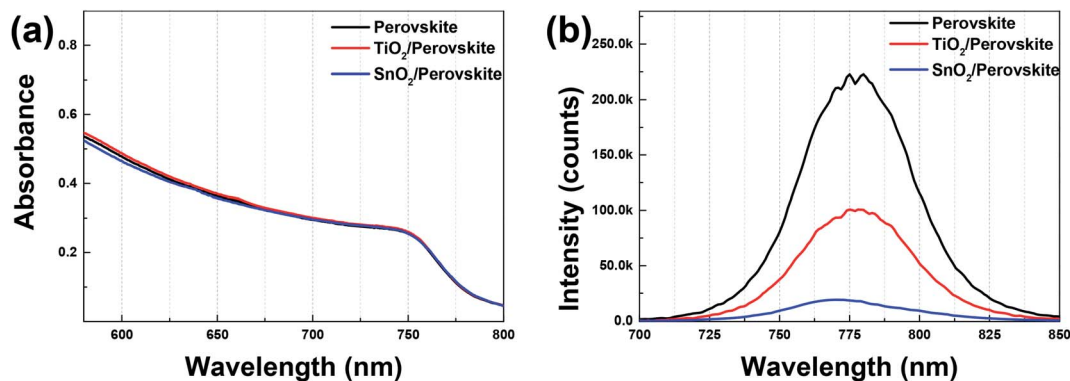 (a)
Perovskite
TiO₂/Perovskite
SnO₂/Perovskite
Absorbance
0.8
0.6
0.4
0.2
600 650 700 750 800
Wavelength (nm)
(b)
Perovskite
TiO₂/Perovskite
SnO₂/Perovskite
Intensity (counts)
250.0k
200.0k
150.0k
100.0k
50.0k
0.0
700 725 750 775 800 825 850
Wavelength (nm)